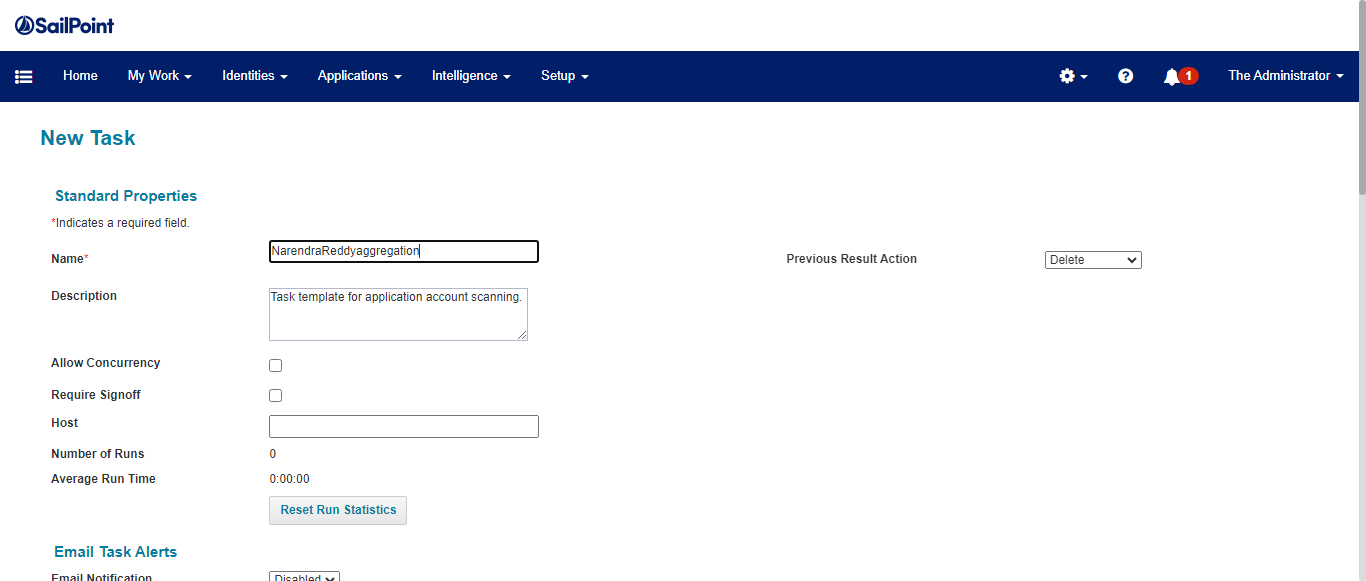 SailPoint
Home My Work Identities Applications Intelligence Setup 1 The Administrator
New Task
Standard Properties
*Indicates a required field.
Name* NarendraReddyaggregation Previous Result Action Delete
Description Task template for application account scanning.
Allow Concurrency
Require Signoff
Host
Number of Runs 0
Average Run Time 0:00:00
Reset Run Statistics
Email Task Alerts
Email Notification Disabled